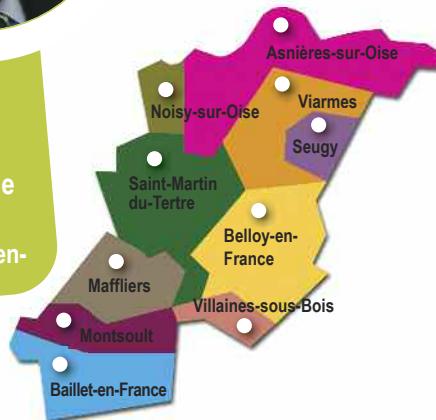 e
en-
Asnières-sur-Oise
Viarmes
Noisy-sur-Oise
Seugy
Saint-Martin
du-Tertre
Belloy-en-
France
Maffliers
Villaines-sous-Bois
Montsoult
Baillet-en-France